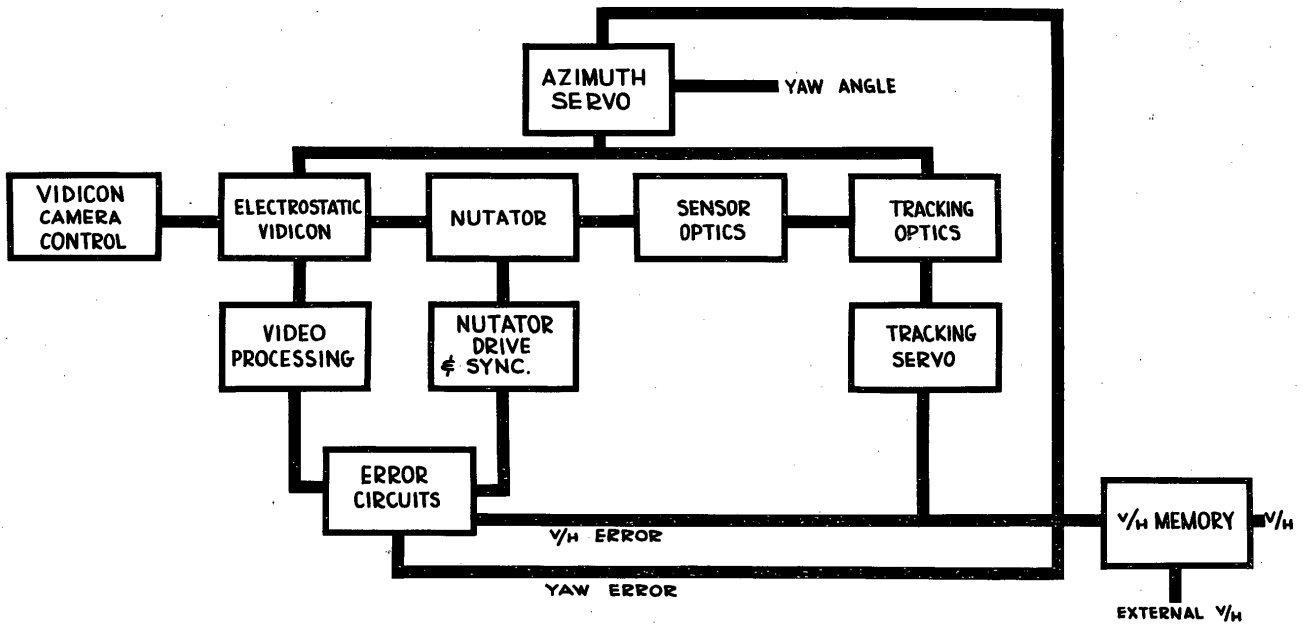 AZIMUTH
SERVO
YAW ANGLE
VIDICON
CAMERA
CONTROL
ELECTROSTATIC
VIDICON
NUTATOR
SENSOR
OPTICS
TRACKING
OPTICS
VIDEO
PROCESSING
NUTATOR
DRIVE
& SYNC.
TRACKING
SERVO
ERROR
CIRCUITS
V/H ERROR
YAW ERROR
V/H MEMORY
V/H
EXTERNAL V/H